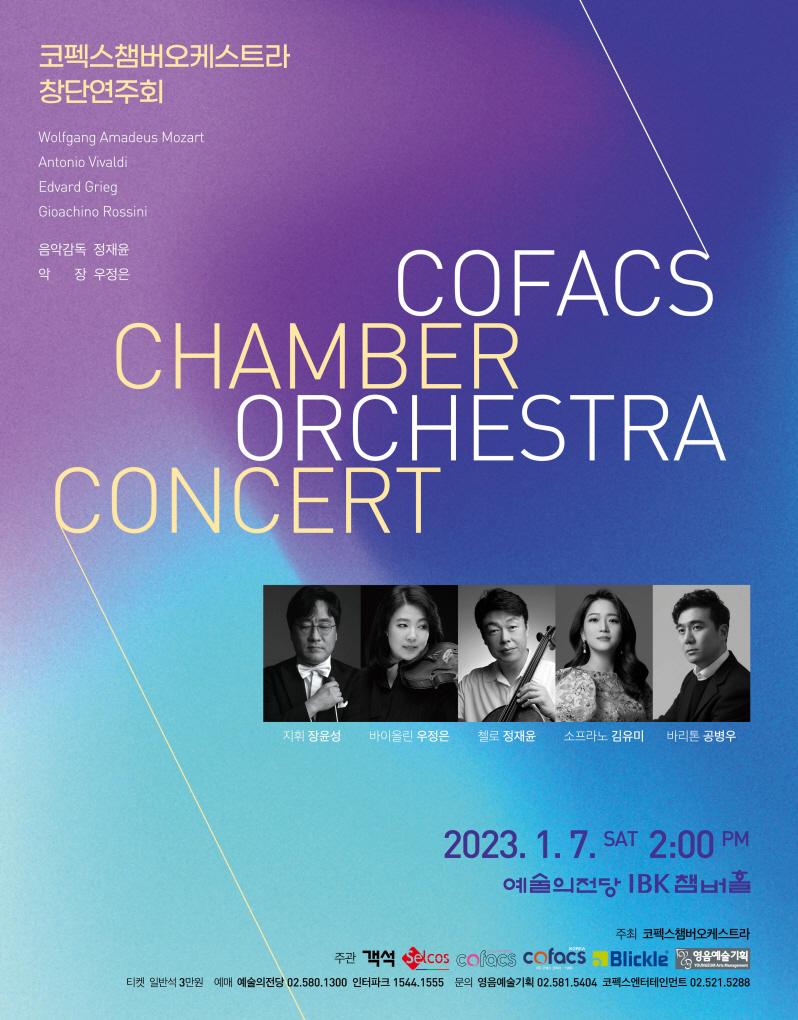 코펙스챔버오케스트라
창단연주회
Wolfgang Amadeus Mozart
Antonio Vivaldi
Edvard Grieg
Gioachino Rossini
음악감독 정재윤
악 장 우정은
COFACS
CHAMBER
ORCHESTRA
CONCERT
지휘 장윤성 바이올린 우정은 첼로 정재윤 소프라노 김유미 바리톤 공병우
2023. 1. 7. SAT 2:00 PM
예술의전당 IBK 챔버홀
주최 코펙스챔버오케스트라
주관 객석 Selcos cofacs cofacs KOREA Blickle 영음예술기획 YOUNGEUM Arts Management
티켓 일반석 3만원 예매 예술의전당 02.580.1300 인터파크 1544.1555 문의 영음예술기획 02.581.5404 코펙스엔터테인먼트 02.521.5288